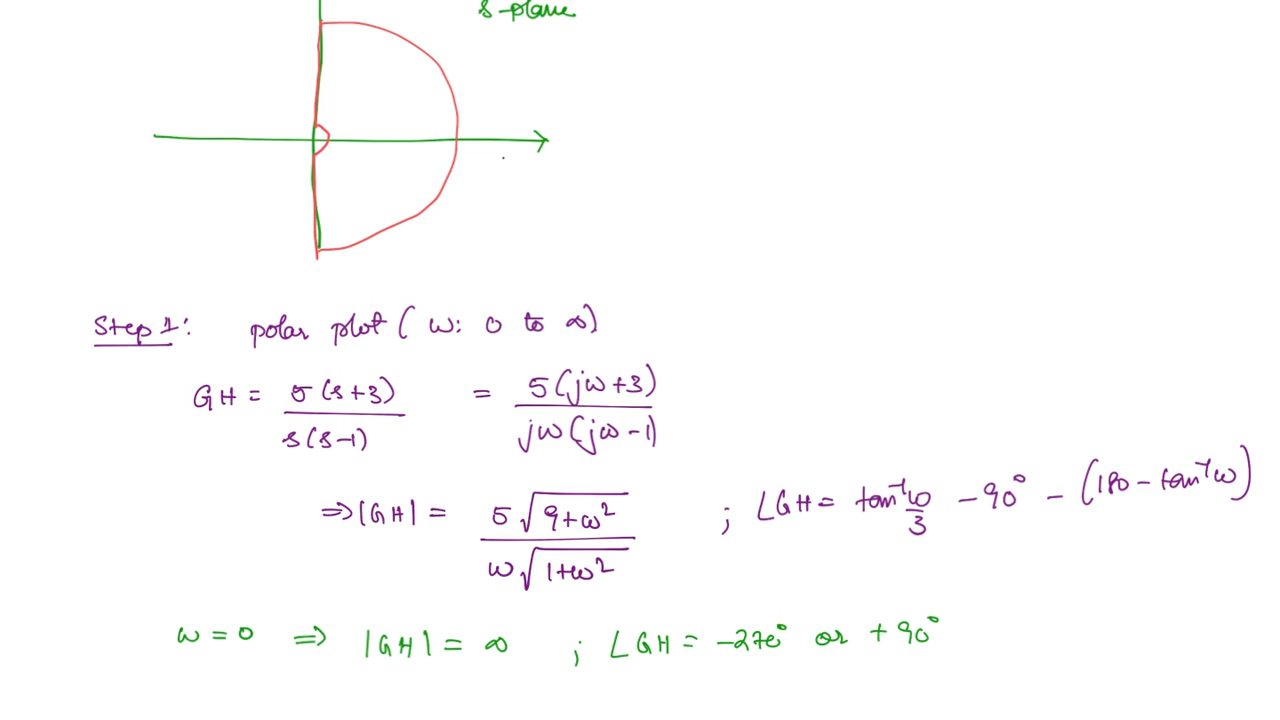 s-plane
Step 1: polar plot ( ω: 0 to ∞)
GH = 5(s+3) / s(s-1) = 5(jω+3) / jω(jω-1)
⇒ |GH| = 5√(9+ω²) / ω√(1+ω²) ; ∠GH = tan⁻¹ ω/3 - 90° - (180 - tan⁻¹ω)
ω = 0 ⇒ |GH| = ∞ ; ∠GH = -270° or +90°